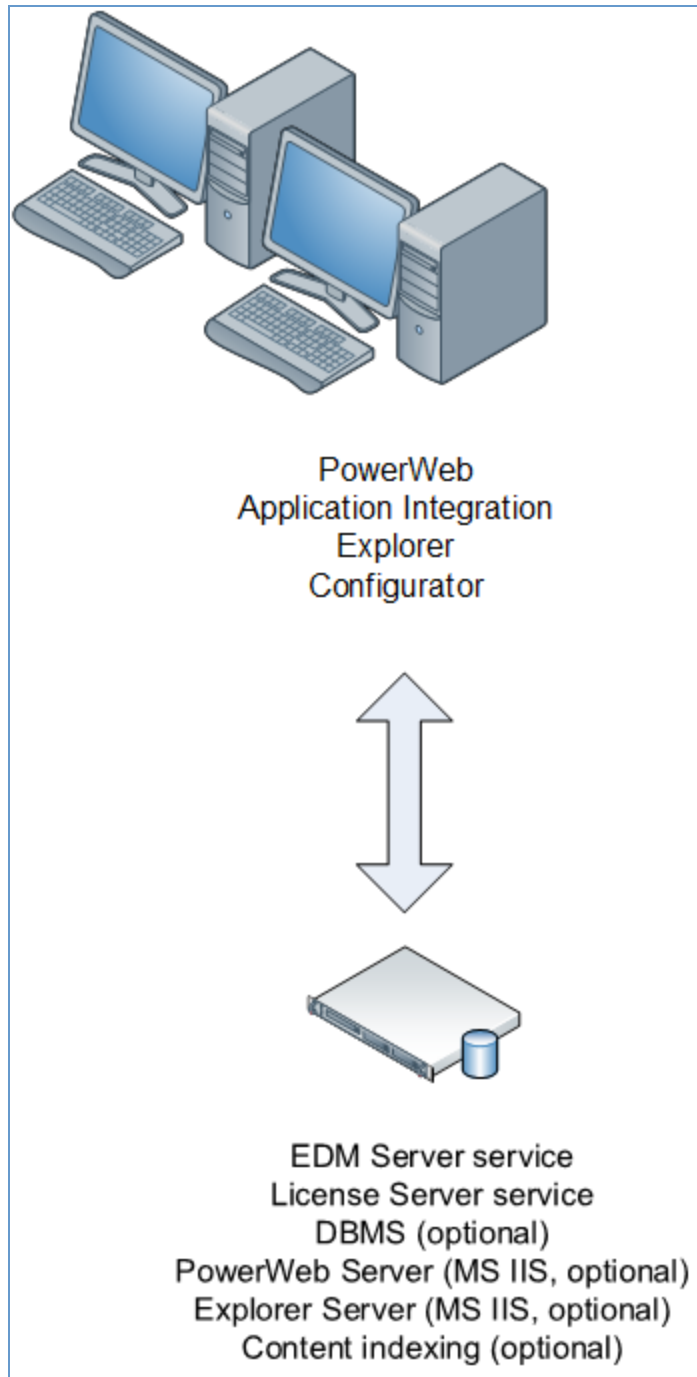 PowerWeb
Application Integration
Explorer
Configurator
EDM Server service
License Server service
DBMS (optional)
PowerWeb Server (MS IIS, optional)
Explorer Server (MS IIS, optional)
Content indexing (optional)